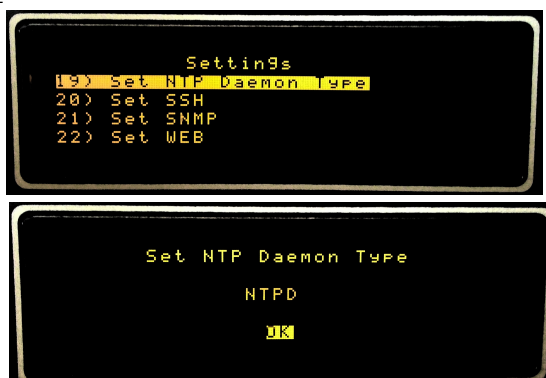 Settings
19) Set NTP Daemon Type
20) Set SSH
21) Set SNMP
22) Set WEB
Set NTP Daemon Type
NTPD
OK